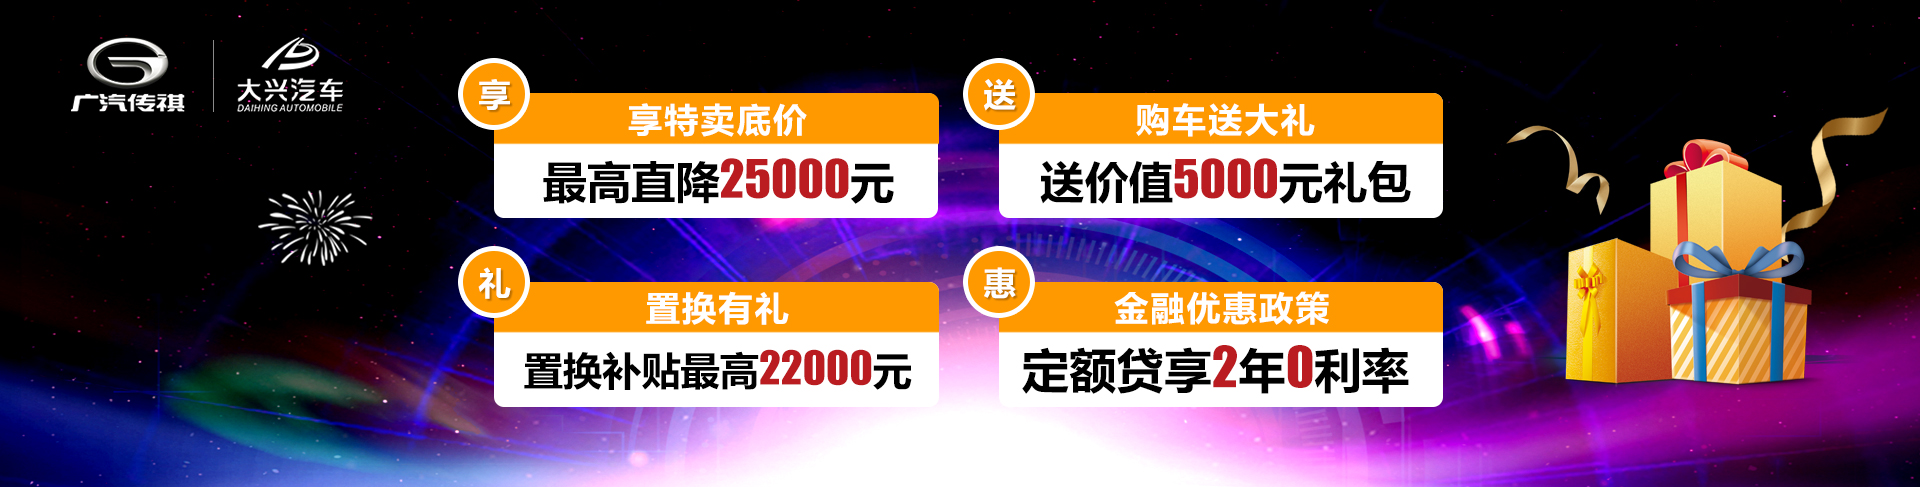 广汽传祺
大兴汽车
DAIHING AUTOMOBILE
享
享特卖底价
最高直降25000元
送
购车送大礼
送价值5000元礼包
礼
置换有礼
置换补贴最高22000元
惠
金融优惠政策
定额贷享2年0利率